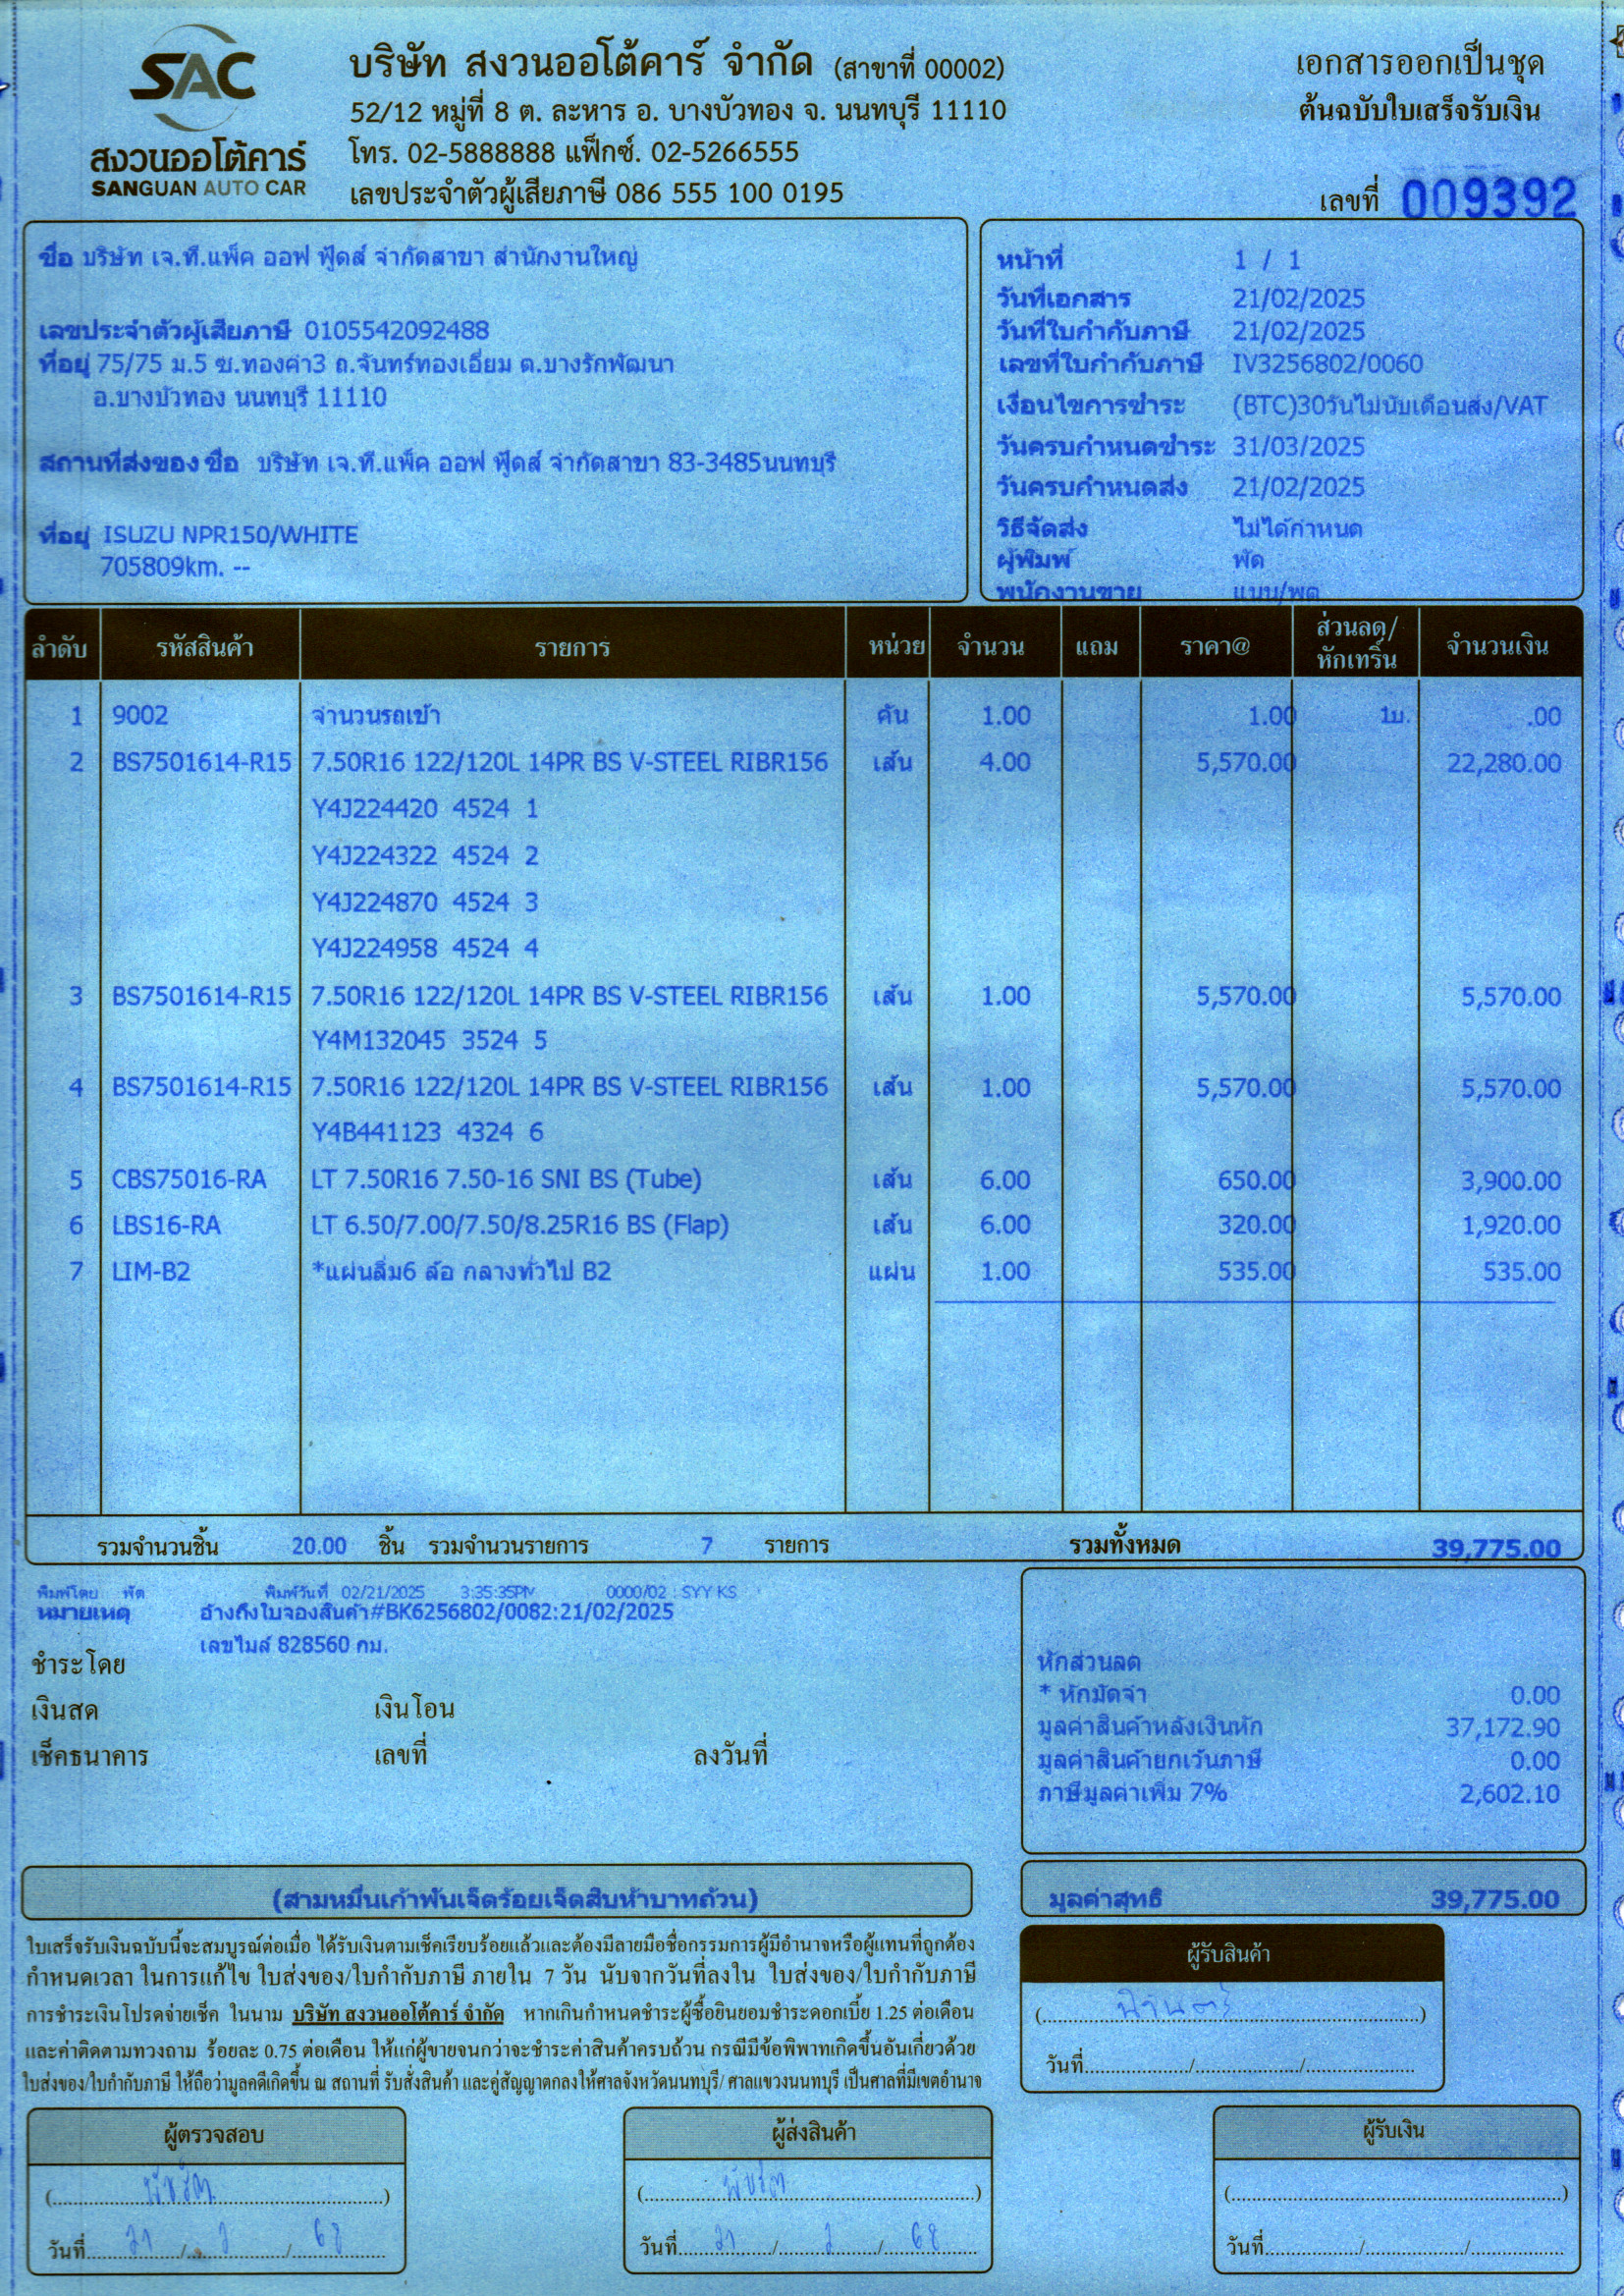 SAC
สงวนออโต้คาร์
SANGUAN AUTO CAR
บริษัท สงวนออโต้คาร์ จำกัด (สาขาที่ 00002)
52/12 หมู่ที่ 8 ต. ละหาร อ. บางบัวทอง จ. นนทบุรี 11110
โทร. 02-5888888 แฟ็กซ์. 02-5266555
เลขประจำตัวผู้เสียภาษี 086 555 100 0195
เอกสารออกเป็นชุด
ต้นฉบับใบเสร็จรับเงิน
เลขที่ 009392
ชื่อ บริษัท เจ.ที.แพ็ค ออฟ ฟู้ดส์ จำกัดสาขา สำนักงานใหญ่
เลขประจำตัวผู้เสียภาษี 0105542092488
ที่อยู่ 75/75 ม.5 ซ.ทองคำ3 ถ.จันทร์ทองเอี่ยม ต.บางรักพัฒนา
อ.บางบัวทอง นนทบุรี 11110
สถานที่ส่งของ ชื่อ บริษัท เจ.ที.แพ็ค ออฟ ฟู้ดส์ จำกัดสาขา 83-3485นนทบุรี
ที่อยู่ ISUZU NPR150/WHITE
705809km. --
หน้าที่ 1 / 1
วันที่เอกสาร 21/02/2025
วันที่ใบกำกับภาษี 21/02/2025
เลขที่ใบกำกับภาษี IV3256802/0060
เงื่อนไขการชำระ (BTC)30วันไม่นับเดือนส่ง/VAT
วันครบกำหนดชำระ 31/03/2025
วันครบกำหนดส่ง 21/02/2025
วิธีจัดส่ง ไม่ได้กำหนด
ผู้พิมพ์ พัด
พนักงานขาย แบบ/พด
ลำดับ รหัสสินค้า รายการ หน่วย จำนวน แถม ราคา@ ส่วนลด/หักเทริ์น จำนวนเงิน
1 9002 จำนวนรถเข้า คัน 1.00 1.00 1บ. .00
2 BS7501614-R15 7.50R16 122/120L 14PR BS V-STEEL RIBR156 เส้น 4.00 5,570.00 22,280.00
Y4J224420 4524 1
Y4J224322 4524 2
Y4J224870 4524 3
Y4J224958 4524 4
3 BS7501614-R15 7.50R16 122/120L 14PR BS V-STEEL RIBR156 เส้น 1.00 5,570.00 5,570.00
Y4M132045 3524 5
4 BS7501614-R15 7.50R16 122/120L 14PR BS V-STEEL RIBR156 เส้น 1.00 5,570.00 5,570.00
Y4B441123 4324 6
5 CBS75016-RA LT 7.50R16 7.50-16 SNI BS (Tube) เส้น 6.00 650.00 3,900.00
6 LBS16-RA LT 6.50/7.00/7.50/8.25R16 BS (Flap) เส้น 6.00 320.00 1,920.00
7 LIM-B2 *แผ่นลิ่ม6 ล้อ กลางทั่วไป B2 แผ่น 1.00 535.00 535.00
รวมจำนวนชิ้น 20.00 ชิ้น รวมจำนวนรายการ 7 รายการ รวมทั้งหมด 39,775.00
พิมพ์โดย พัด พิมพ์วันที่ 02/21/2025 3:35:35PM 0000/02 : SYY KS
หมายเหตุ อ้างถึงใบจองสินค้า#BK6256802/0082:21/02/2025
เลขไมล์ 828560 กม.
ชำระโดย
เงินสด เงินโอน
เช็คธนาคาร เลขที่ ลงวันที่
หักส่วนลด
* หักมัดจำ 0.00
มูลค่าสินค้าหลังเงินหัก 37,172.90
มูลค่าสินค้ายกเว้นภาษี 0.00
ภาษีมูลค่าเพิ่ม 7% 2,602.10
(สามหมื่นเก้าพันเจ็ดร้อยเจ็ดสิบห้าบาทถ้วน)
มูลค่าสุทธิ 39,775.00
ใบเสร็จรับเงินฉบับนี้จะสมบูรณ์ต่อเมื่อ ได้รับเงินตามเช็คเรียบร้อยแล้วและต้องมีลายมือชื่อกรรมการผู้มีอำนาจหรือผู้แทนที่ถูกต้อง
กำหนดเวลา ในการแก้ไข ใบส่งของ/ใบกำกับภาษี ภายใน 7 วัน นับจากวันที่ลงใน ใบส่งของ/ใบกำกับภาษี
การชำระเงินโปรดจ่ายเช็ค ในนาม บริษัท สงวนออโต้คาร์ จำกัด หากเกินกำหนดชำระผู้ซื้อยินยอมชำระดอกเบี้ย 1.25 ต่อเดือน
และค่าติดตามทวงถาม ร้อยละ 0.75 ต่อเดือน ให้แก่ผู้ขายจนกว่าจะชำระค่าสินค้าครบถ้วน กรณีมีข้อพิพาทเกิดขึ้นอันเกี่ยวด้วย
ใบส่งของ/ใบกำกับภาษี ให้ถือว่ามูลคดีเกิดขึ้น ณ สถานที่ รับสั่งสินค้า และคู่สัญญาตกลงให้ศาลจังหวัดนนทบุรี/ ศาลแขวงนนทบุรี เป็นศาลที่มีเขตอำนาจ
ผู้รับสินค้า
วันที่...../...../.....
ผู้ตรวจสอบ
วันที่ 21 / 2 / 68
ผู้ส่งสินค้า
วันที่ 21 / 2 / 68
ผู้รับเงิน
วันที่...../...../.....